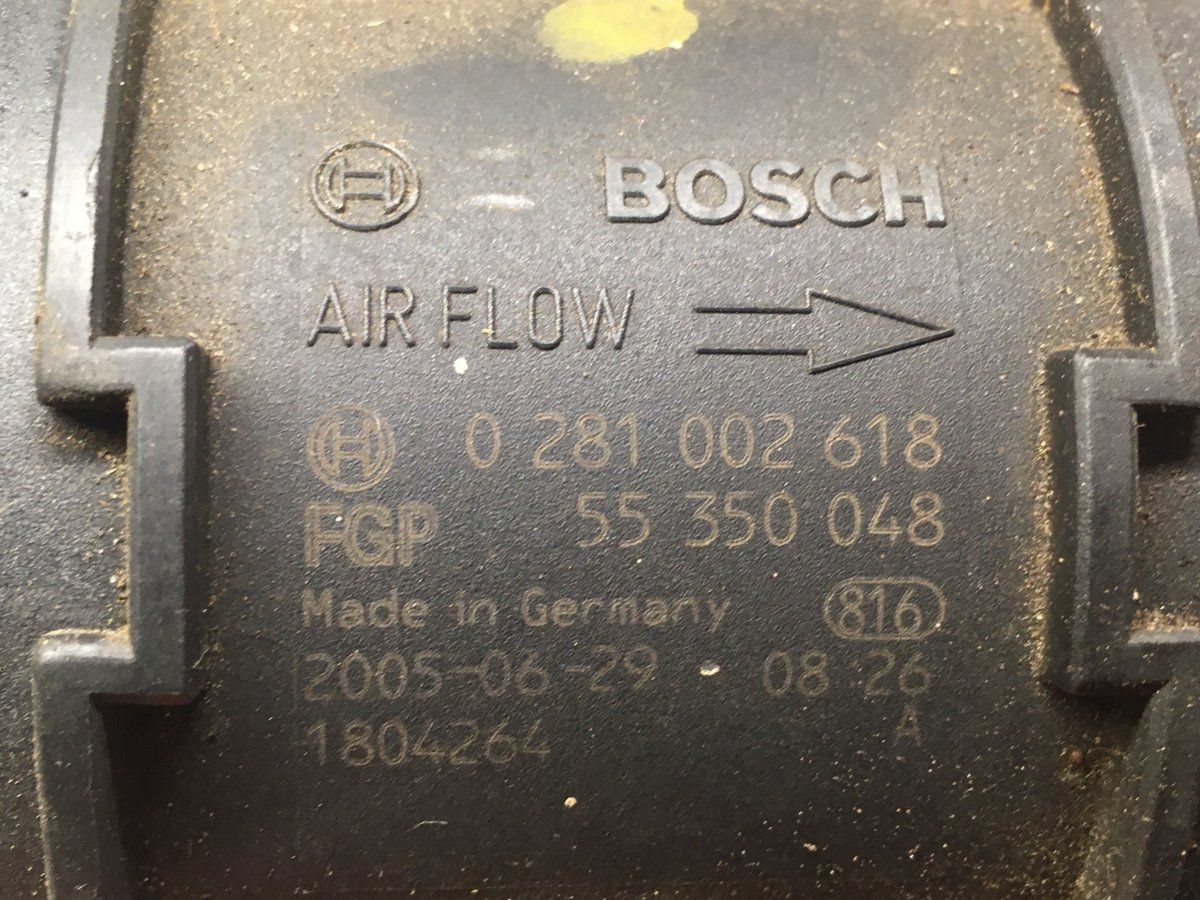 BOSCH
AIR FLOW
0 281 002 618
FGP 55 350 048
Made in Germany 816
2005-06-29 08 26
1804264 A